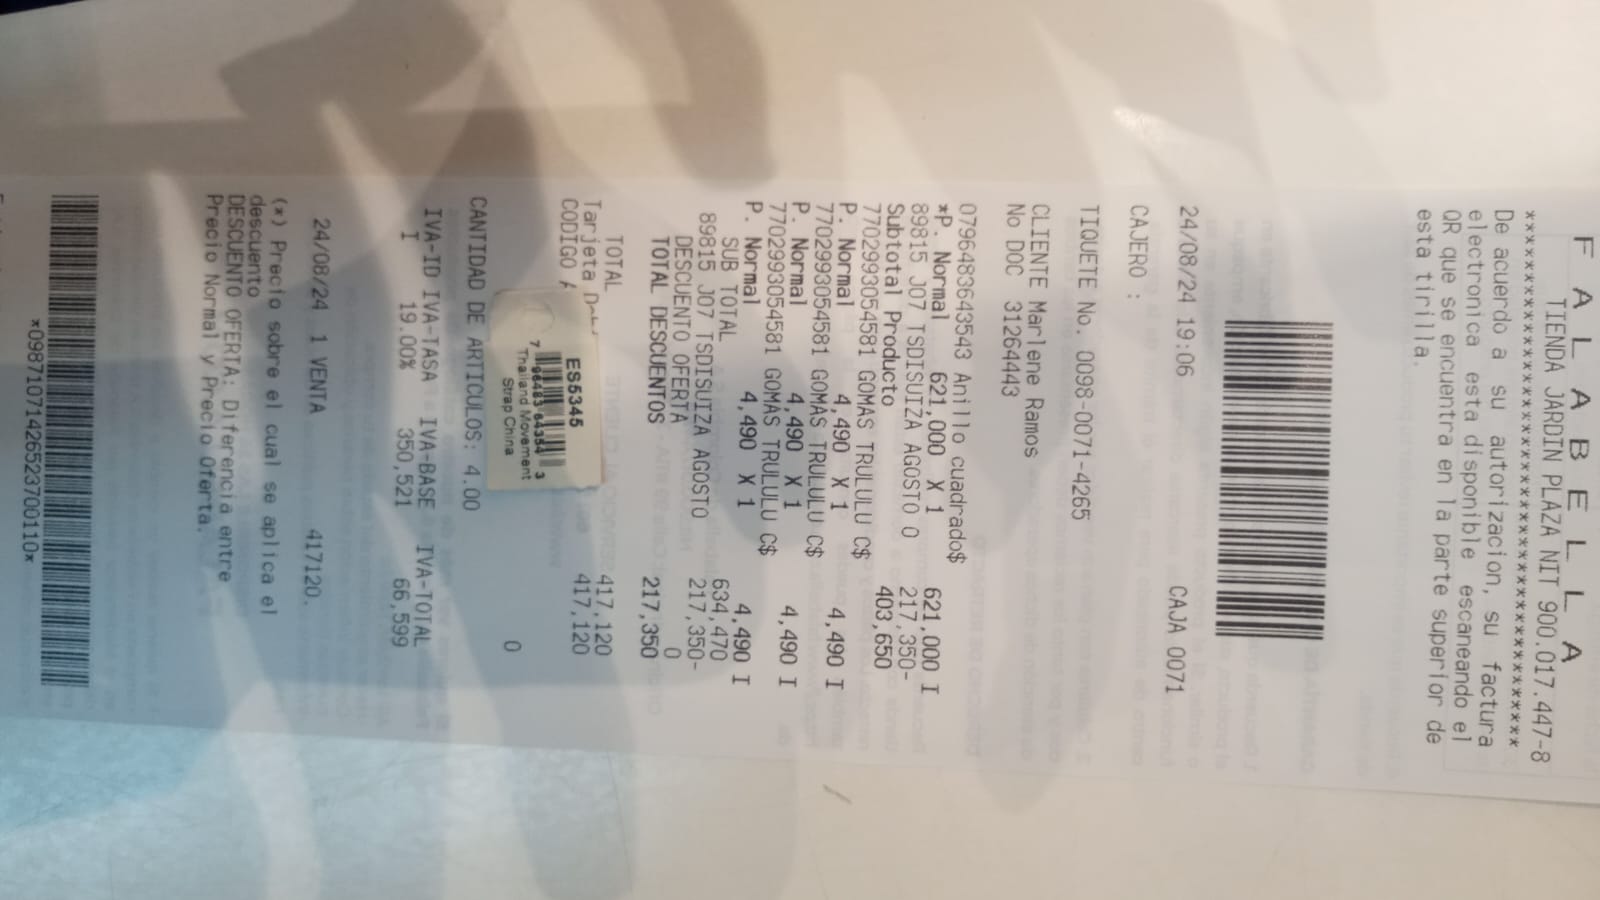 F A L A B E L L A
TIENDA JARDIN PLAZA NIT 900.017.447-8
****************************************
De acuerdo a su autorizacion, su factura
electronica esta disponible escaneando el
QR que se encuentra en la parte superior de
esta tirilla.
24/08/24 19:06 CAJA 0071
CAJERO :
TIQUETE No. 0098-0071-4265
CLIENTE Marlene Ramos
No DOC 31264443
0796483643543 Anillo cuadrado$
*P. Normal 621,000 X 1 621,000 I
89815 J07 TSDISUIZA AGOSTO O 217,350-
Subtotal Producto 403,650
7702993054581 GOMAS TRULULU C$
P. Normal 4,490 X 1 4,490 I
7702993054581 GOMAS TRULULU C$
P. Normal 4,490 X 1 4,490 I
7702993054581 GOMAS TRULULU C$
P. Normal 4,490 X 1 4,490 I
SUB TOTAL 634,470
89815 J07 TSDISUIZA AGOSTO 217,350-
DESCUENTO OFERTA 0
TOTAL DESCUENTOS 217,350
TOTAL 417,120
Tarjeta 417,120
CODIGO
ES5345
7 96483 64354 3
Thailand Movement
Strap China
0
CANTIDAD DE ARTICULOS: 4.00
IVA-ID IVA-TASA IVA-BASE IVA-TOTAL
I 19.00% 350,521 66,599
24/08/24 1 VENTA 417120.
(*) Precio sobre el cual se aplica el
descuento
DESCUENTO OFERTA: Diferencia entre
Precio Normal y Precio Oferta.
*09871071426523700110*